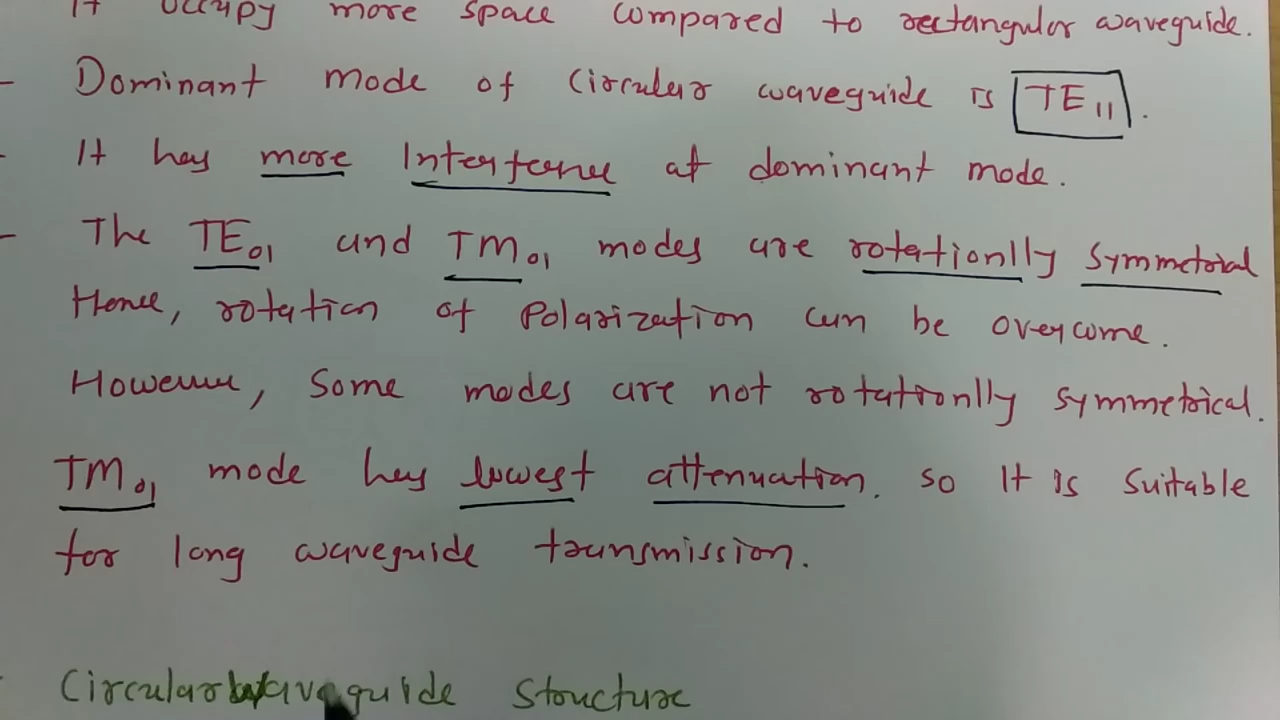 It occupy more space compared to rectangular waveguide.
- Dominant mode of Circular waveguide is TE11.
- It has more Interfernce at dominant mode.
- The TE01 and TM01 modes are rotationlly Symmetrical
Hence, rotation of Polarization can be overcome.
However, Some modes are not rotationlly symmetrical.
TM01 mode has lowest attenuation. so It is Suitable
for long waveguide transmission.
- Circular waveguide Structure